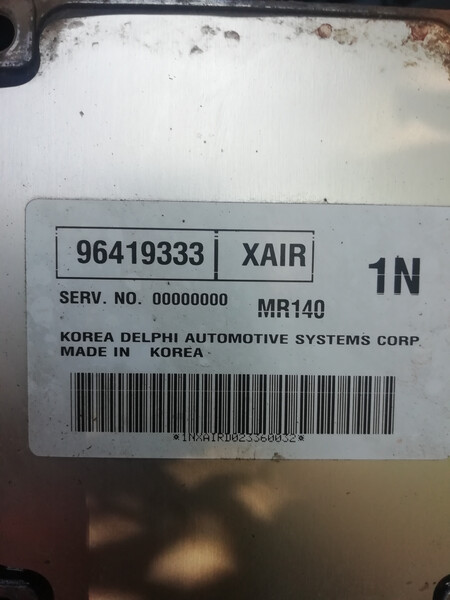 96419333 XAIR
1N
SERV. NO. 00000000 MR140
KOREA DELPHI AUTOMOTIVE SYSTEMS CORP
MADE IN KOREA
*1NXAIRD023360032*